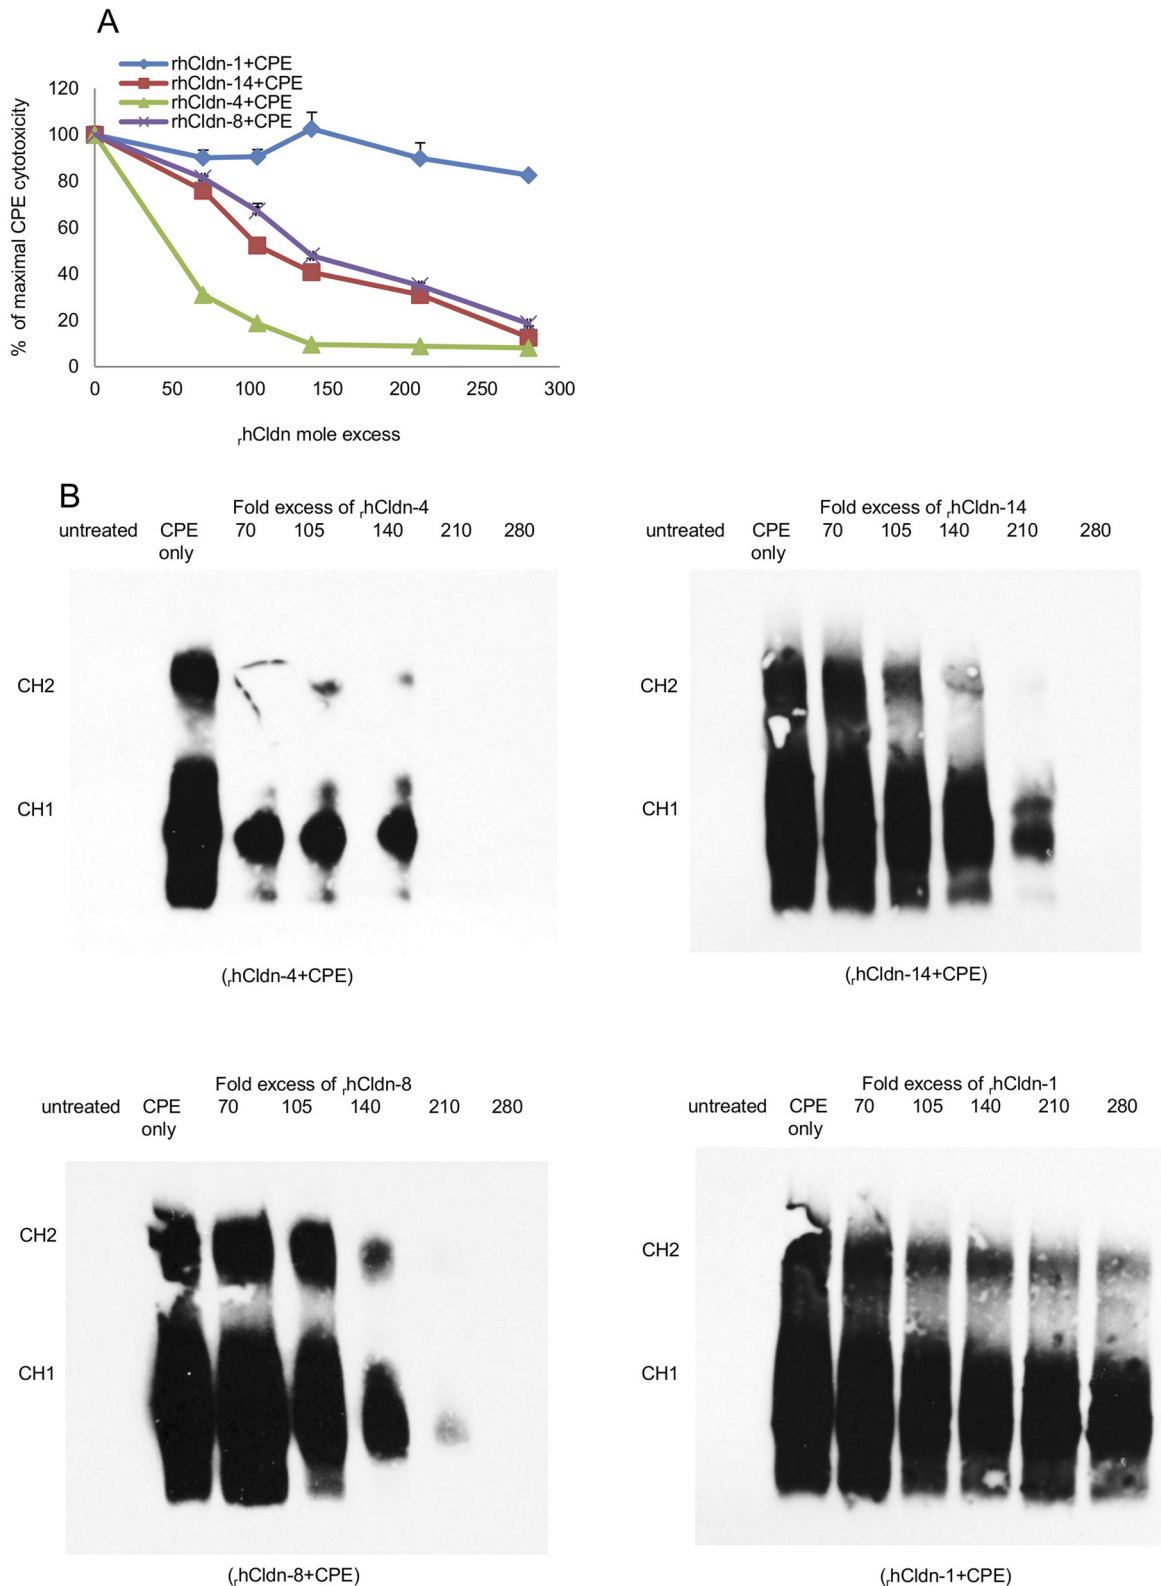 A
rhCldn-1+CPE
rhCldn-14+CPE
rhCldn-4+CPE
rhCldn-8+CPE
% of maximal CPE cytotoxicity
120
100
80
60
40
20
0
0 50 100 150 200 250 300
rhCldn mole excess
B
Fold excess of rhCldn-4
untreated CPE only 70 105 140 210 280
CH2
CH1
(rhCldn-4+CPE)
Fold excess of rhCldn-14
untreated CPE only 70 105 140 210 280
CH2
CH1
(rhCldn-14+CPE)
Fold excess of rhCldn-8
untreated CPE only 70 105 140 210 280
CH2
CH1
(rhCldn-8+CPE)
Fold excess of rhCldn-1
untreated CPE only 70 105 140 210 280
CH2
CH1
(rhCldn-1+CPE)